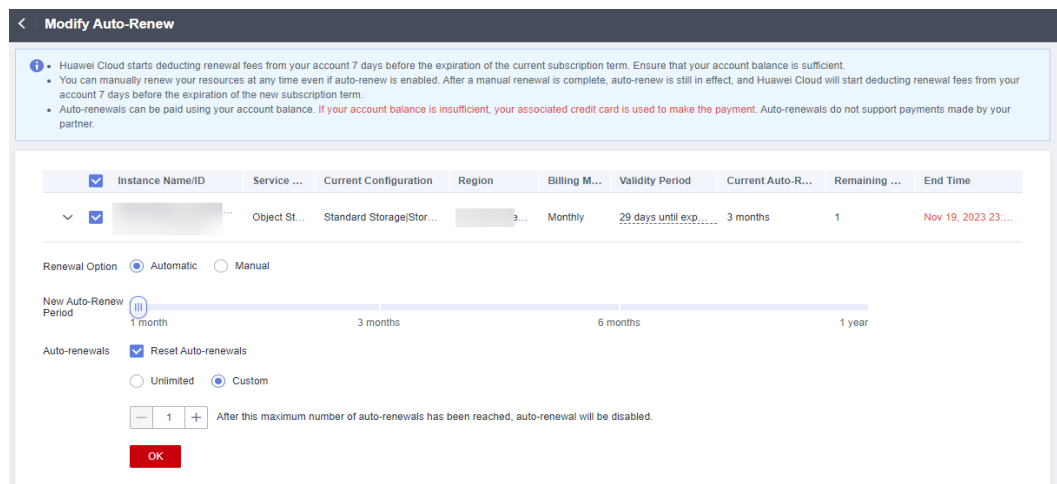 Modify Auto-Renew
Huawei Cloud starts deducting renewal fees from your account 7 days before the expiration of the current subscription term. Ensure that your account balance is sufficient.
You can manually renew your resources at any time even if auto-renew is enabled. After a manual renewal is complete, auto-renew is still in effect, and Huawei Cloud will start deducting renewal fees from your
account 7 days before the expiration of the new subscription term.
Auto-renewals can be paid using your account balance. If your account balance is insufficient, your associated credit card is used to make the payment. Auto-renewals do not support payments made by your
partner.
Instance Name/ID Service ... Current Configuration Region Billing M... Validity Period Current Auto-R... Remaining ... End Time
... Object St... Standard Storage|Stor... e... Monthly 29 days until exp... 3 months 1 Nov 19, 2023 23:...
Renewal Option Automatic Manual
New Auto-Renew
Period
1 month 3 months 6 months 1 year
Auto-renewals Reset Auto-renewals
Unlimited Custom
1 After this maximum number of auto-renewals has been reached, auto-renewal will be disabled.
OK